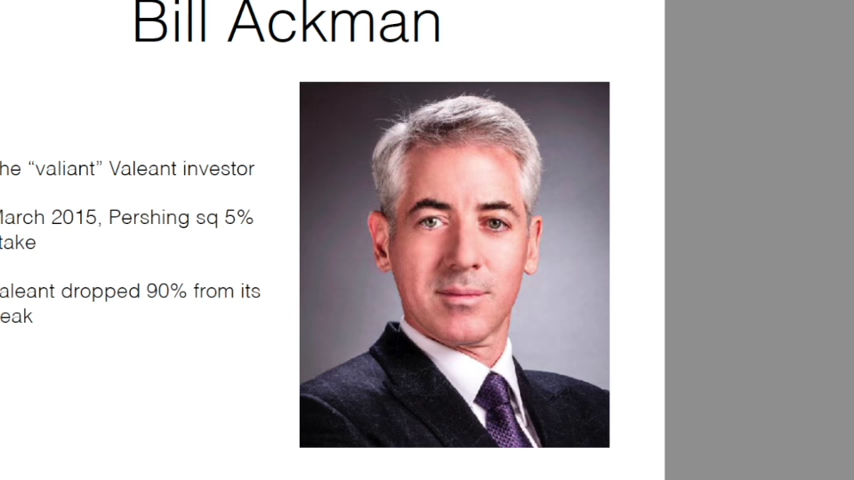 Bill Ackman
he “valiant” Valeant investor
arch 2015, Pershing sq 5%
take
aleant dropped 90% from its
eak